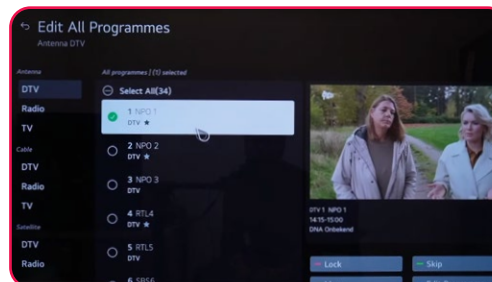 Edit All Programmes
Antenna DTV
Antenna
DTV
Radio
TV
Cable
DTV
Radio
TV
Satellite
DTV
Radio
All programmes | (1) selected
Select All(34)
1 NPO 1
DTV ★
2 NPO 2
DTV ★
3 NPO 3
DTV
4 RTL4
DTV ★
5 RTL5
DTV
6 SBS6
DTV 1 NPO 1
14:15-15:00
DNA Onbekend
Lock
Skip